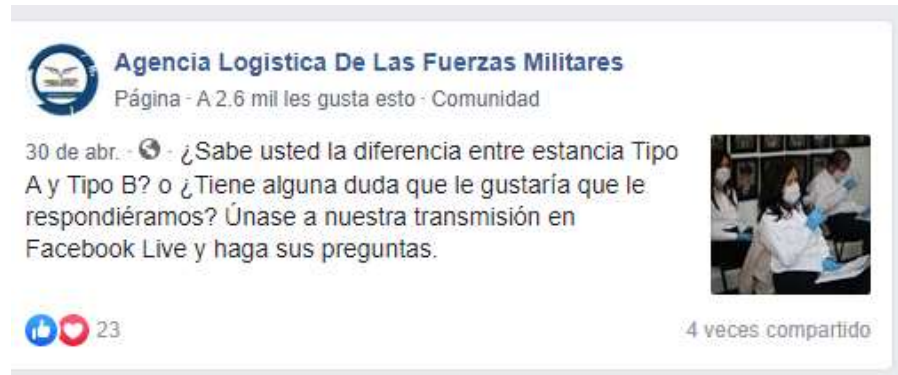 Agencia Logistica De Las Fuerzas Militares
Página · A 2.6 mil les gusta esto · Comunidad
30 de abr. · · ¿Sabe usted la diferencia entre estancia Tipo
A y Tipo B? o ¿Tiene alguna duda que le gustaría que le
respondiéramos? Únase a nuestra transmisión en
Facebook Live y haga sus preguntas.
23
4 veces compartido